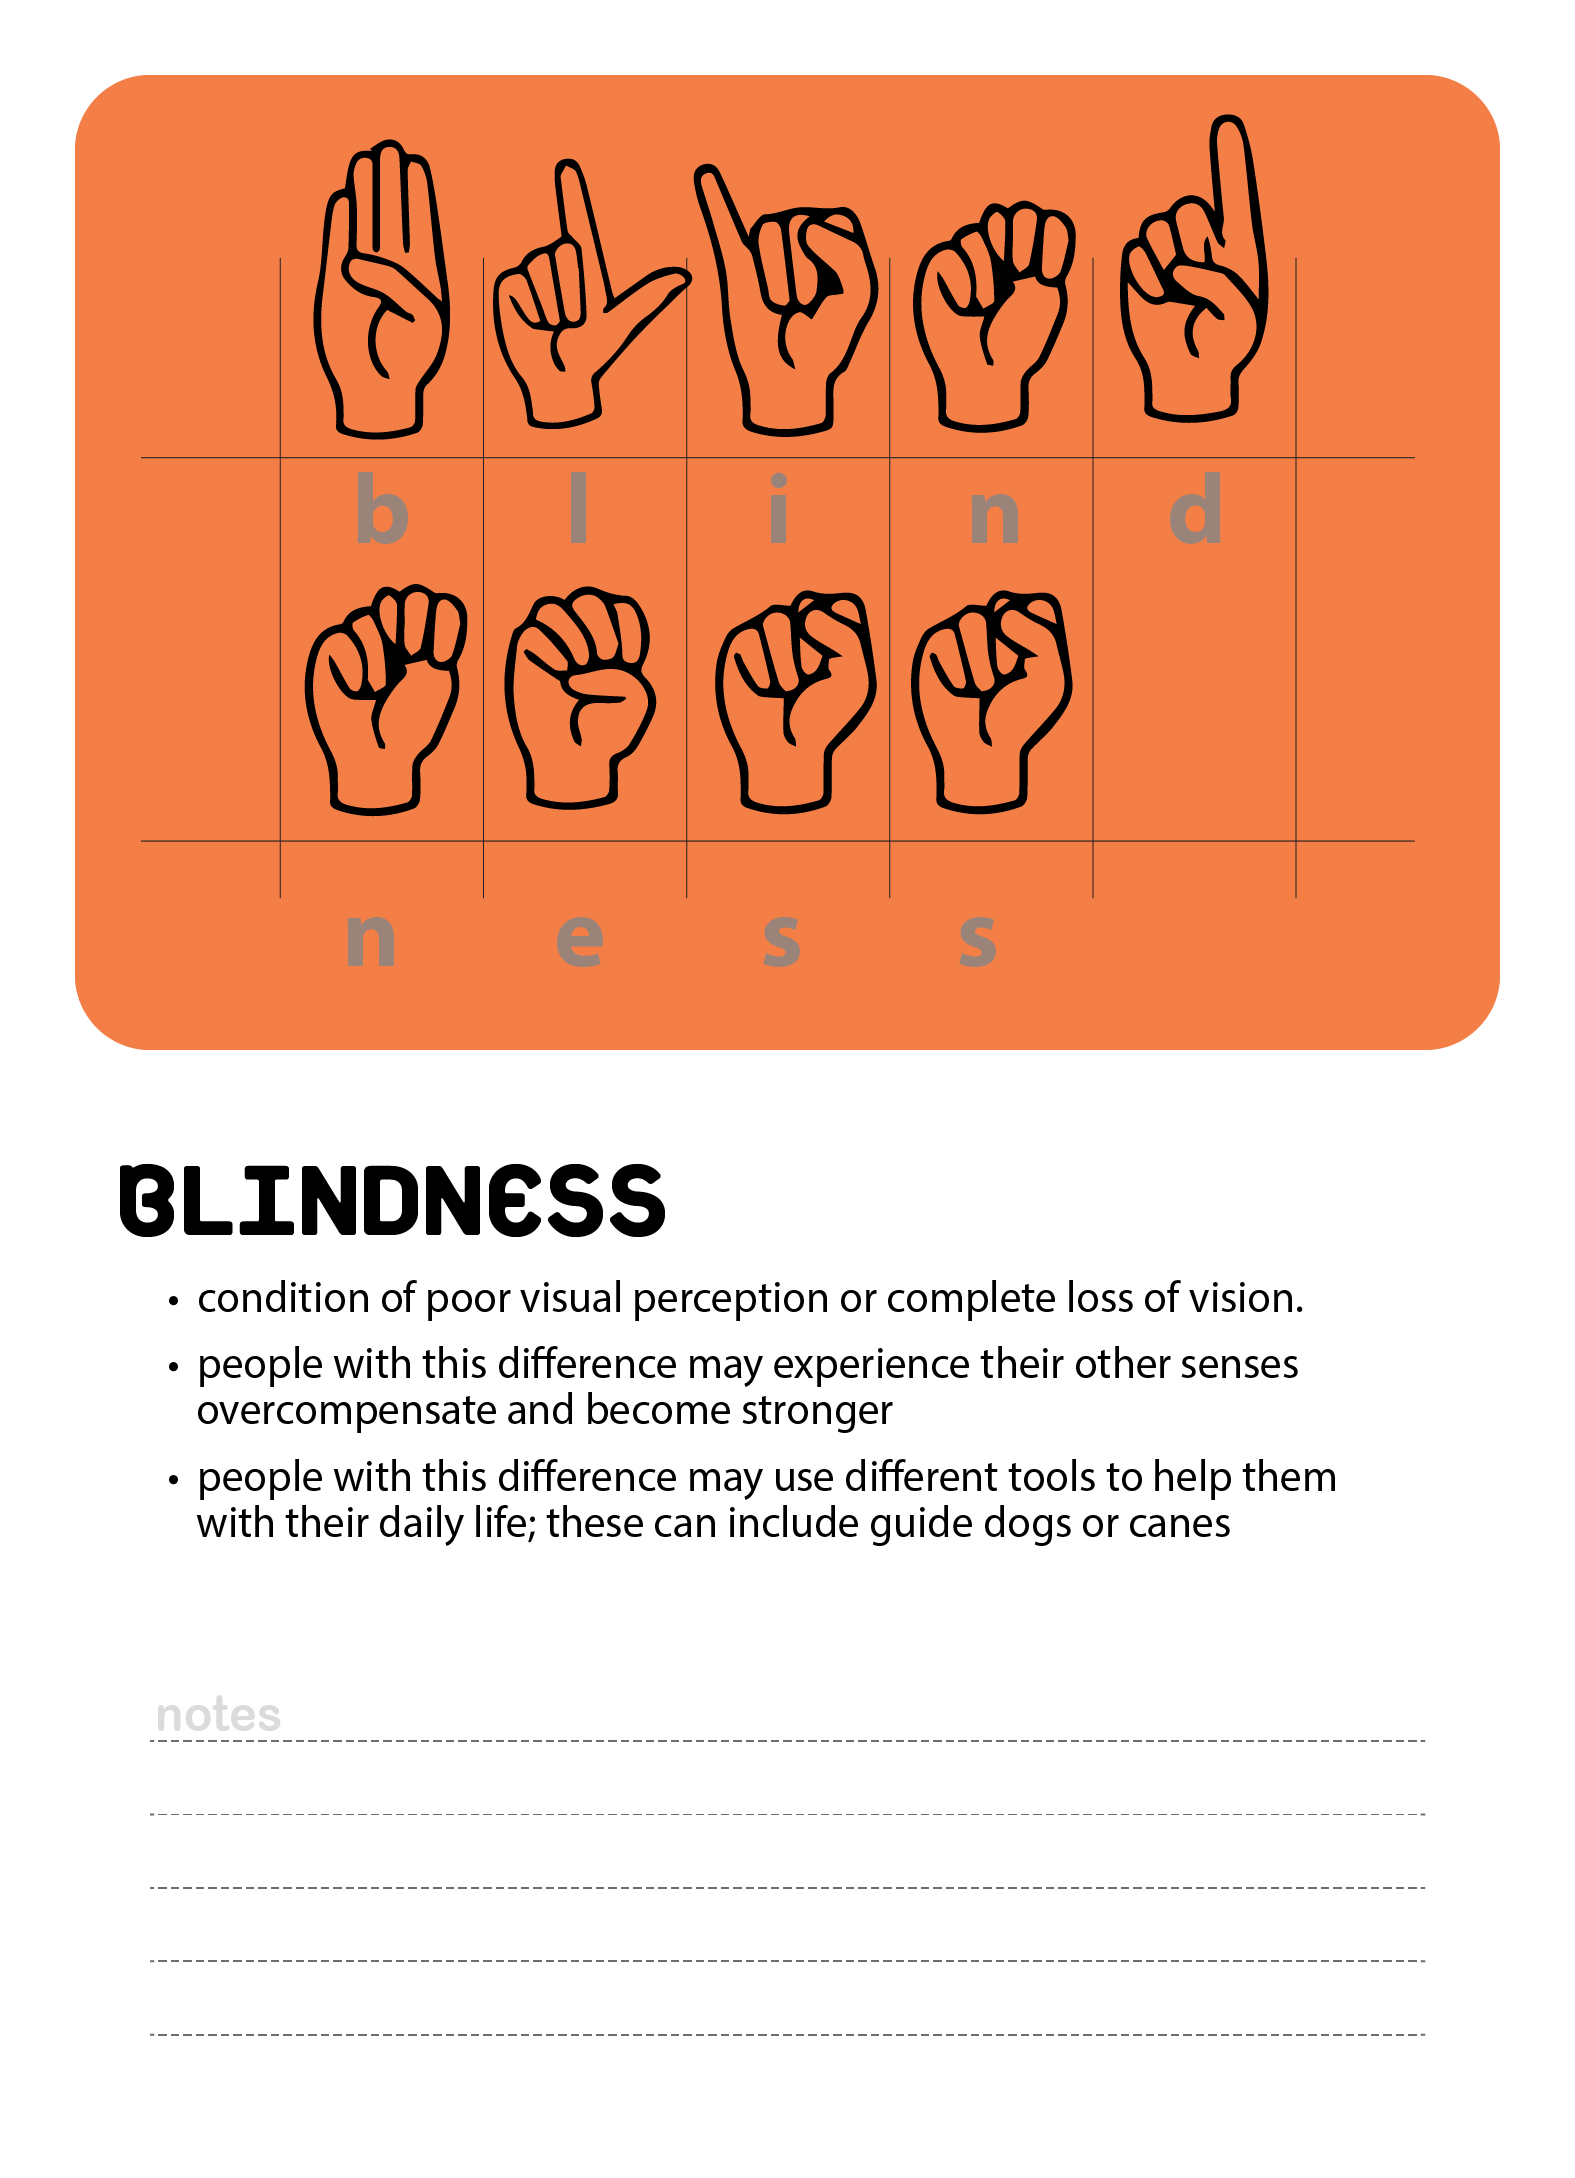 b l i n d
n e s s
BLINDNESS
• condition of poor visual perception or complete loss of vision.
• people with this difference may experience their other senses
overcompensate and become stronger
• people with this difference may use different tools to help them
with their daily life; these can include guide dogs or canes
notes